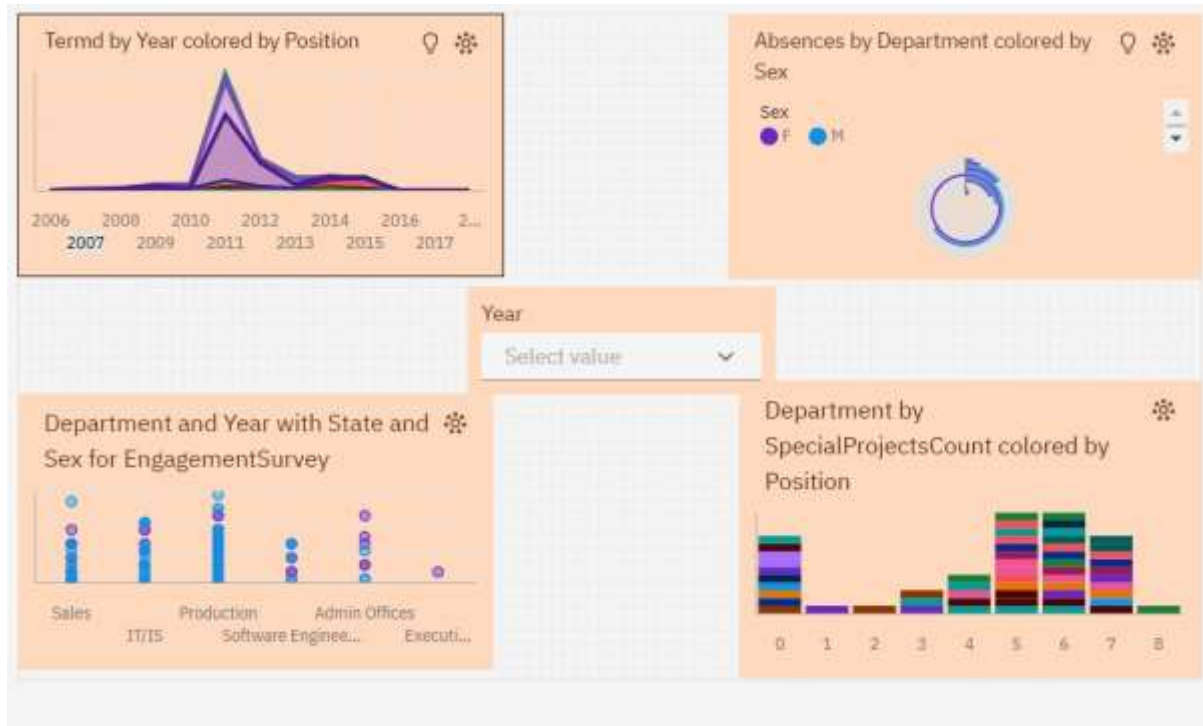 Termd by Year colored by Position
2006 2008 2010 2012 2014 2016 2...
2007 2009 2011 2013 2015 2017
Absences by Department colored by
Sex
Sex
F M
Year
Select value
Department and Year with State and
Sex for EngagementSurvey
Sales Production Admin Offices
IT/IS Software Enginee... Executi...
Department by
SpecialProjectsCount colored by
Position
0 1 2 3 4 5 6 7 8